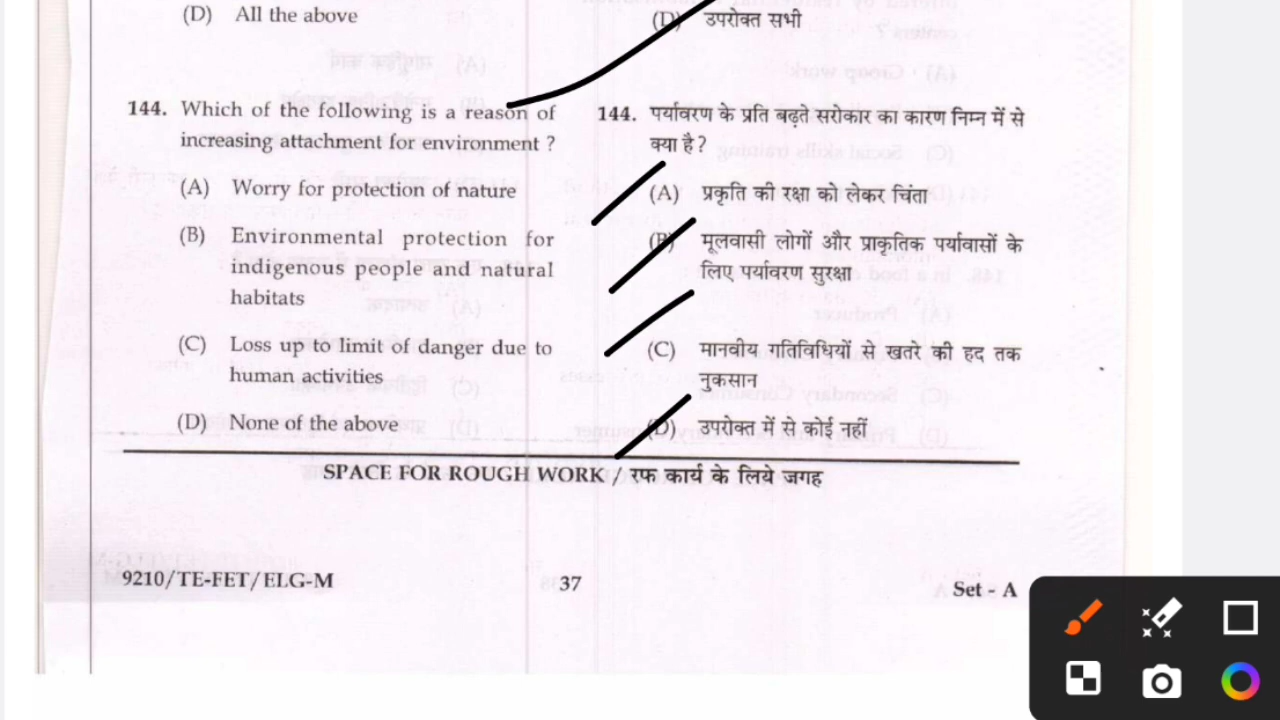 (D) All the above
144. Which of the following is a reason of
increasing attachment for environment ?
(A) Worry for protection of nature
(B) Environmental protection for
indigenous people and natural
habitats
(C) Loss up to limit of danger due to
human activities
(D) None of the above
(D) उपरोक्त सभी
144. पर्यावरण के प्रति बढ़ते सरोकार का कारण निम्न में से
क्या है ?
(A) प्रकृति की रक्षा को लेकर चिंता
(B) मूलवासी लोगों और प्राकृतिक पर्यावासों के
लिए पर्यावरण सुरक्षा
(C) मानवीय गतिविधियों से खतरे की हद तक
नुकसान
(D) उपरोक्त में से कोई नहीं
SPACE FOR ROUGH WORK / रफ कार्य के लिये जगह
9210/TE-FET/ELG-M 37 Set - A